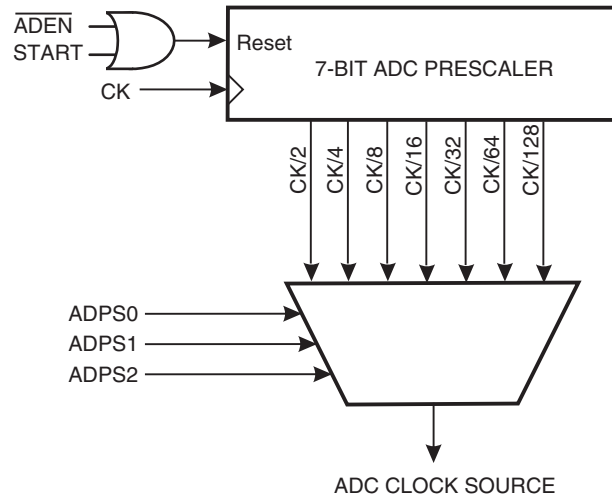 ADEN
START
Reset
7-BIT ADC PRESCALER
CK
CK/2
CK/4
CK/8
CK/16
CK/32
CK/64
CK/128
ADPS0
ADPS1
ADPS2
ADC CLOCK SOURCE